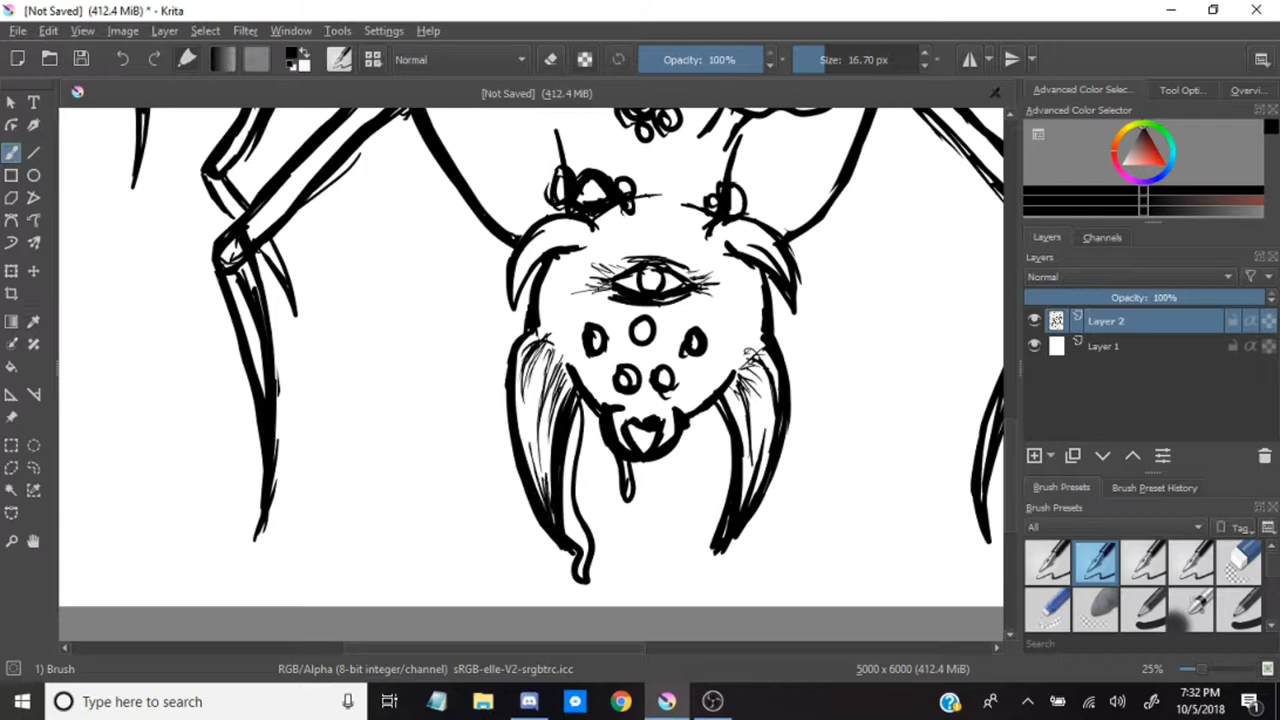 [Not Saved] (412.4 MiB) * - Krita
File Edit View Image Layer Select Filter Window Tools Settings Help
Normal Opacity: 100% Size: 16.70 px
[Not Saved] (412.4 MiB)
Advanced Color Selec... Tool Opti... Overvi...
Advanced Color Selector
Layers Channels
Layers
Normal
Opacity: 100%
Layer 2
Layer 1
Brush Presets Brush Preset History
Brush Presets
All Tag
Search
1) Brush RGB/Alpha (8-bit integer/channel) sRGB-elle-V2-srgbtrc.icc 5000 x 6000 (412.4 MiB) 25%
Type here to search
7:32 PM
10/5/2018